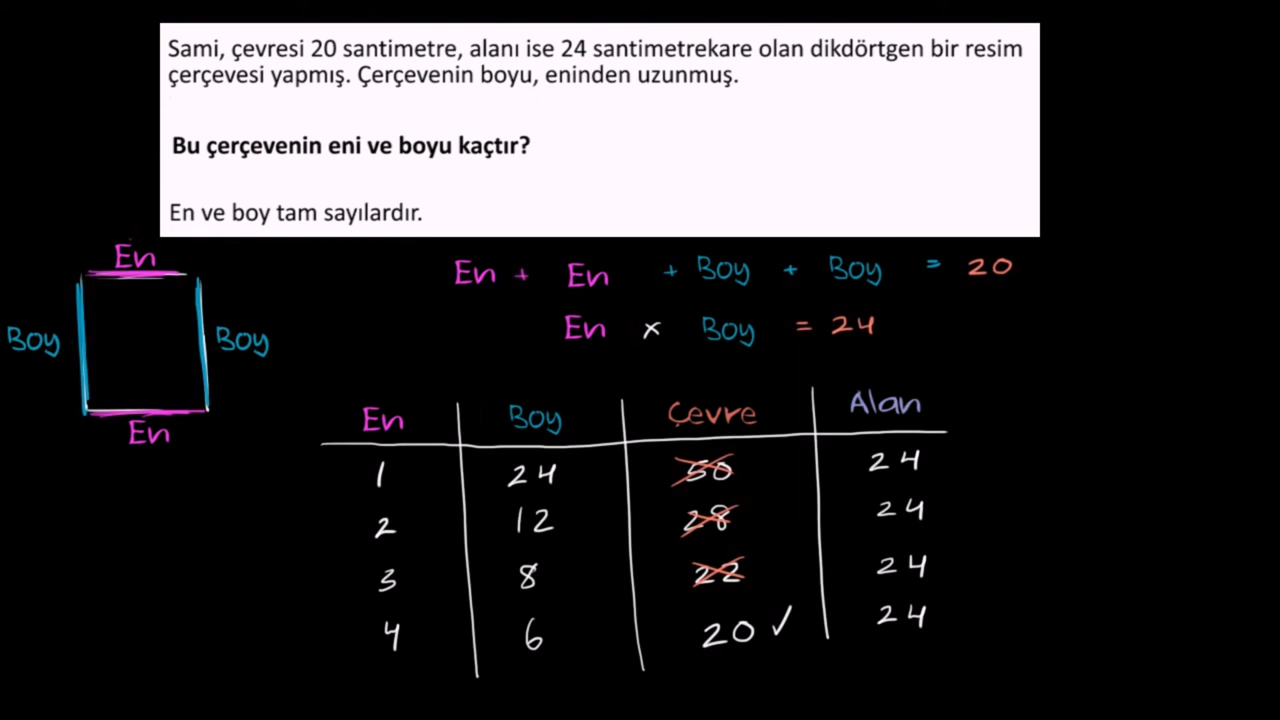 Sami, çevresi 20 santimetre, alanı ise 24 santimetrekare olan dikdörtgen bir resim
çerçevesi yapmış. Çerçevenin boyu, eninden uzunmuş.
Bu çerçevenin eni ve boyu kaçtır?
En ve boy tam sayılardır.
En
Boy
Boy
En
En + En + Boy + Boy = 20
En x Boy = 24
En Boy Çevre Alan
1 24 50 24
2 12 28 24
3 8 22 24
4 6 20 ✓ 24